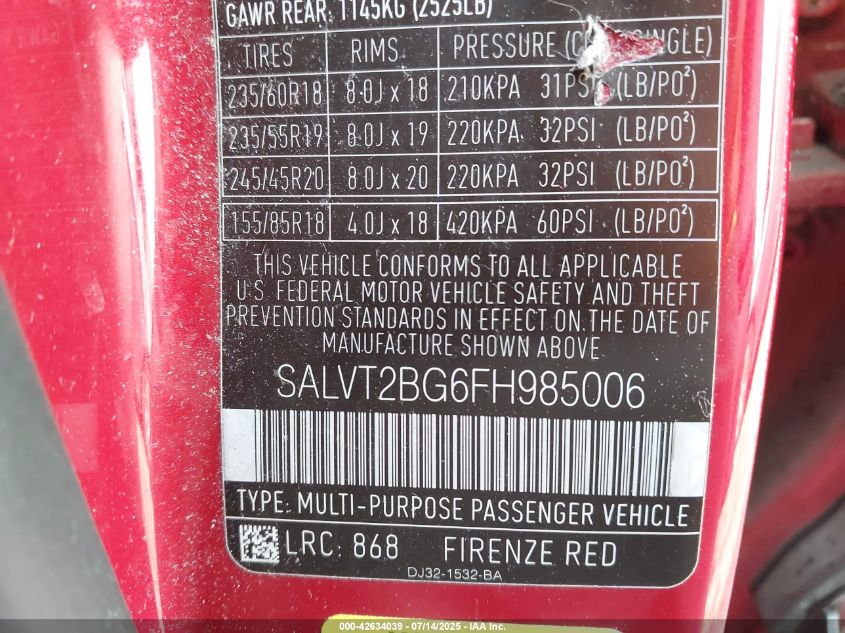 GAWR REAR: 1145KG (2525LB)
TIRES RIMS PRESSURE (C SINGLE)
235/60R18 8.0J x 18 210KPA 31PSI (LB/PO²)
235/55R19 8.0J x 19 220KPA 32PSI (LB/PO²)
245/45R20 8.0J x 20 220KPA 32PSI (LB/PO²)
155/85R18 4.0J x 18 420KPA 60PSI (LB/PO²)
THIS VEHICLE CONFORMS TO ALL APPLICABLE
U.S. FEDERAL MOTOR VEHICLE SAFETY AND THEFT
PREVENTION STANDARDS IN EFFECT ON THE DATE OF
MANUFACTURE SHOWN ABOVE
SALVT2BG6FH985006
TYPE: MULTI-PURPOSE PASSENGER VEHICLE
LRC: 868 FIRENZE RED
DJ32-1532-BA
000-42634039 - 07/14/2025 - IAA Inc.